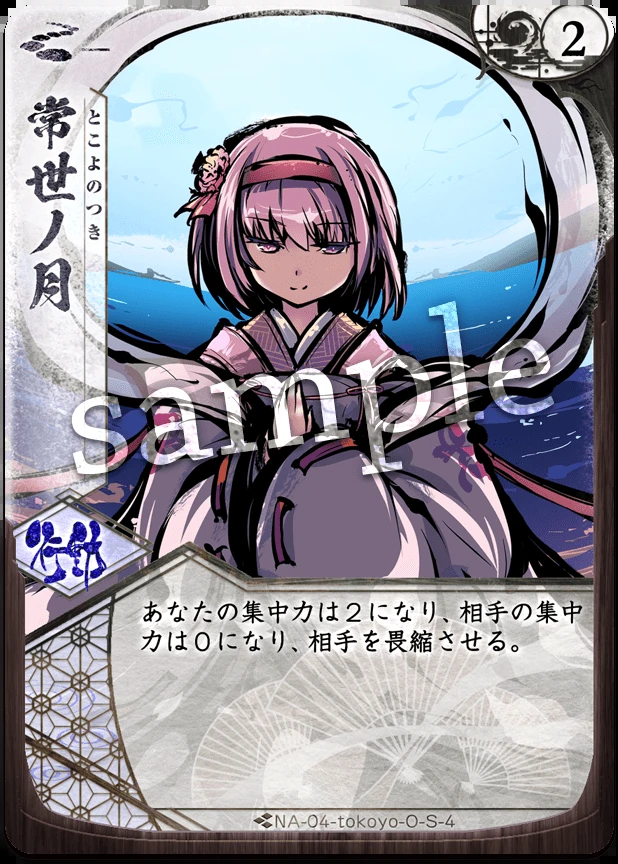 2
常世ノ月
とこよのつき
sample
行動
あなたの集中力は2になり、相手の集中
力は0になり、相手を畏縮させる。
NA-04-tokoyo-O-S-4